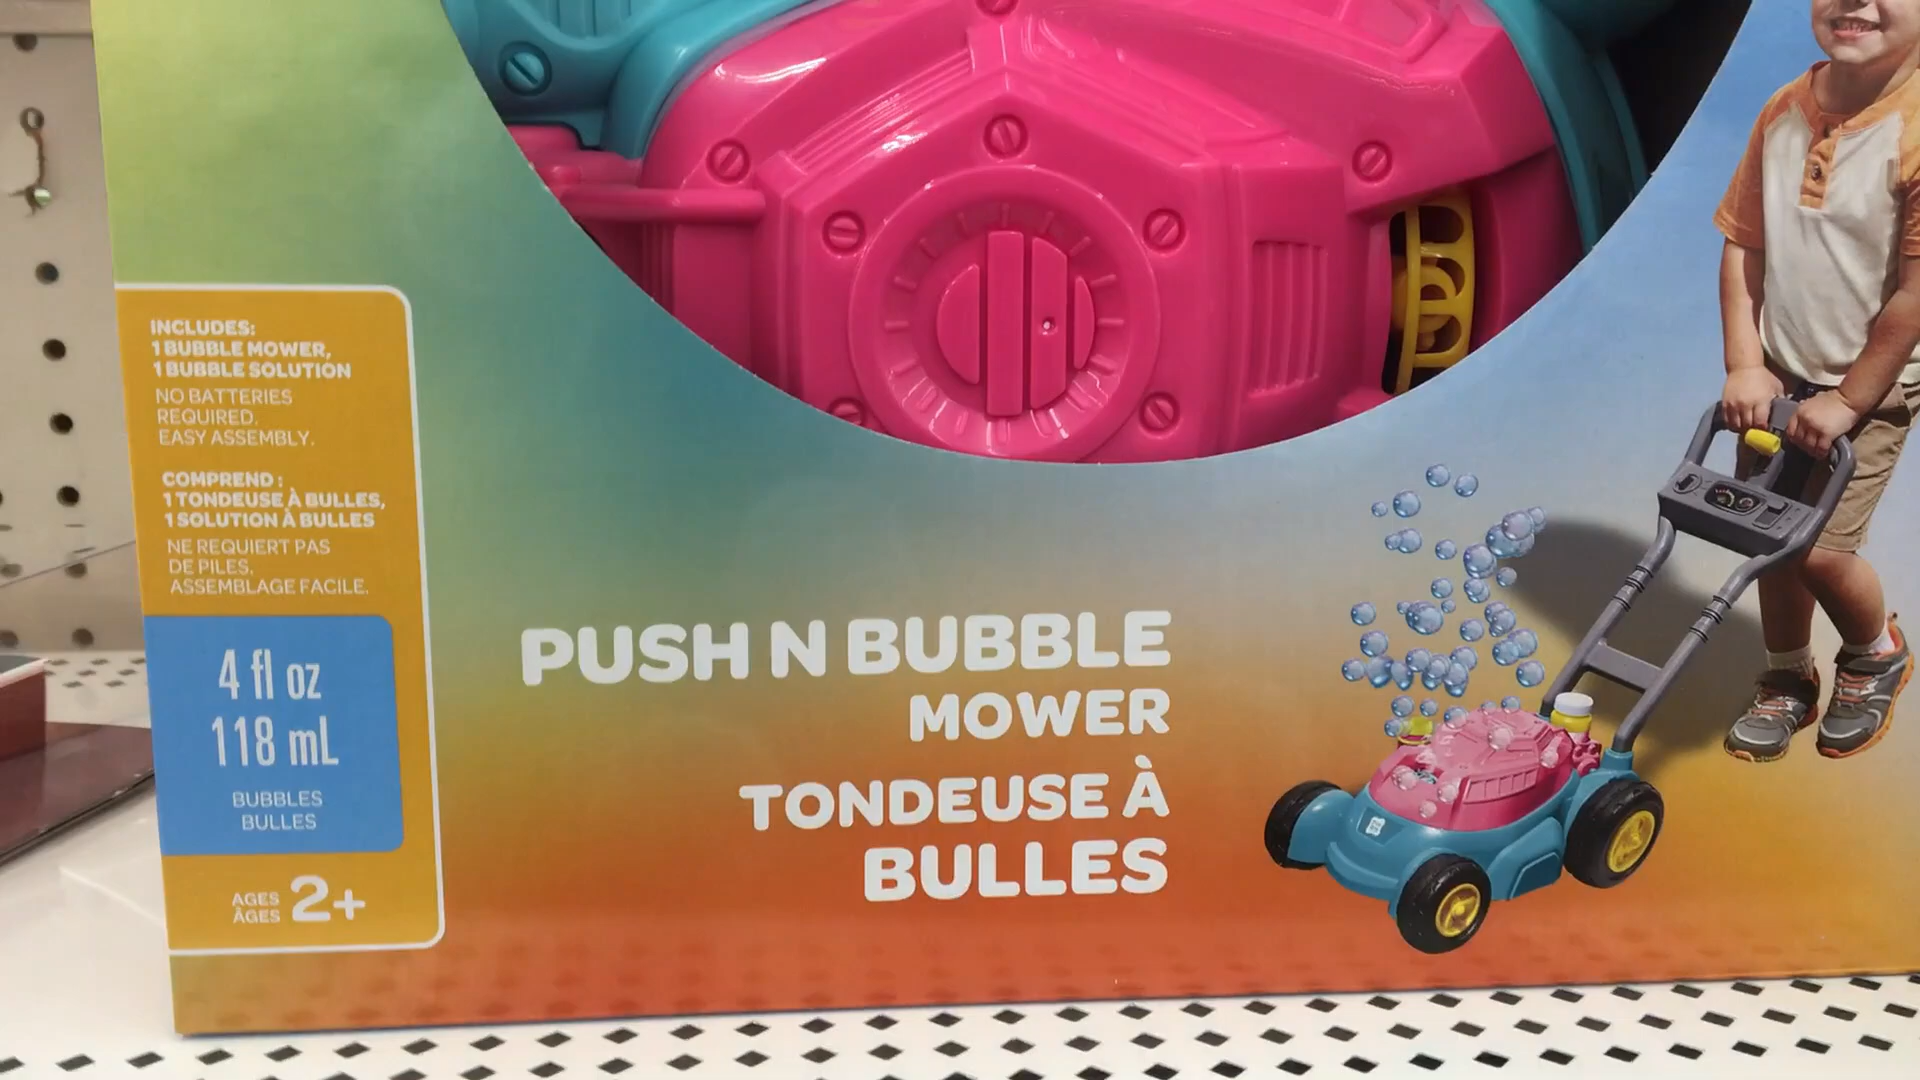 INCLUDES:
1 BUBBLE MOWER,
1 BUBBLE SOLUTION
NO BATTERIES
REQUIRED.
EASY ASSEMBLY.
COMPREND :
1 TONDEUSE À BULLES,
1 SOLUTION À BULLES
NE REQUIERT PAS
DE PILES.
ASSEMBLAGE FACILE.
4 fl oz
118 mL
BUBBLES
BULLES
AGES
ÂGES
2+
PUSH N BUBBLE
MOWER
TONDEUSE À
BULLES